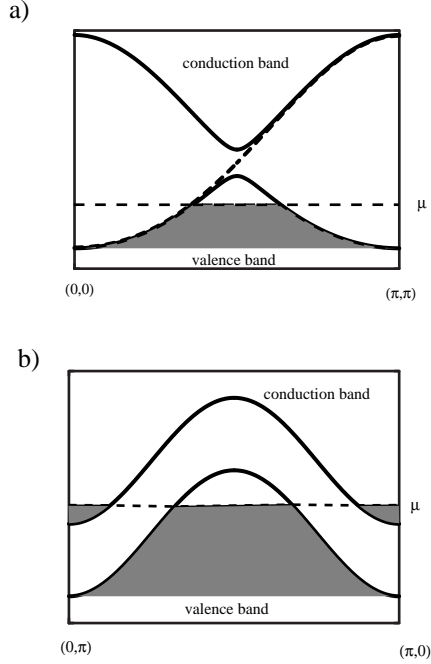 a)
conduction band
μ
valence band
(0,0)
(π,π)
b)
conduction band
μ
valence band
(0,π)
(π,0)